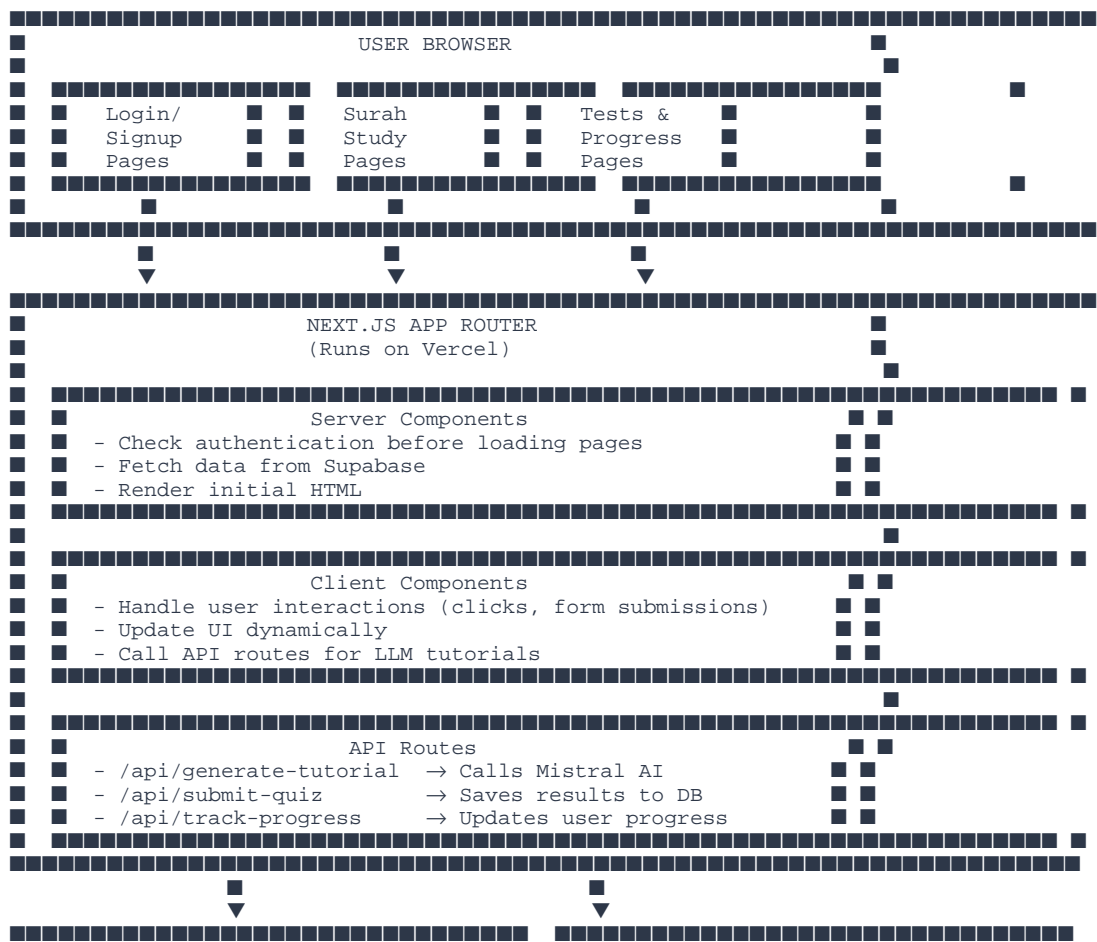 USER BROWSER
Login/ Surah Tests &
Signup Study Progress
Pages Pages Pages
NEXT.JS APP ROUTER
(Runs on Vercel)
Server Components
- Check authentication before loading pages
- Fetch data from Supabase
- Render initial HTML
Client Components
- Handle user interactions (clicks, form submissions)
- Update UI dynamically
- Call API routes for LLM tutorials
API Routes
- /api/generate-tutorial → Calls Mistral AI
- /api/submit-quiz → Saves results to DB
- /api/track-progress → Updates user progress